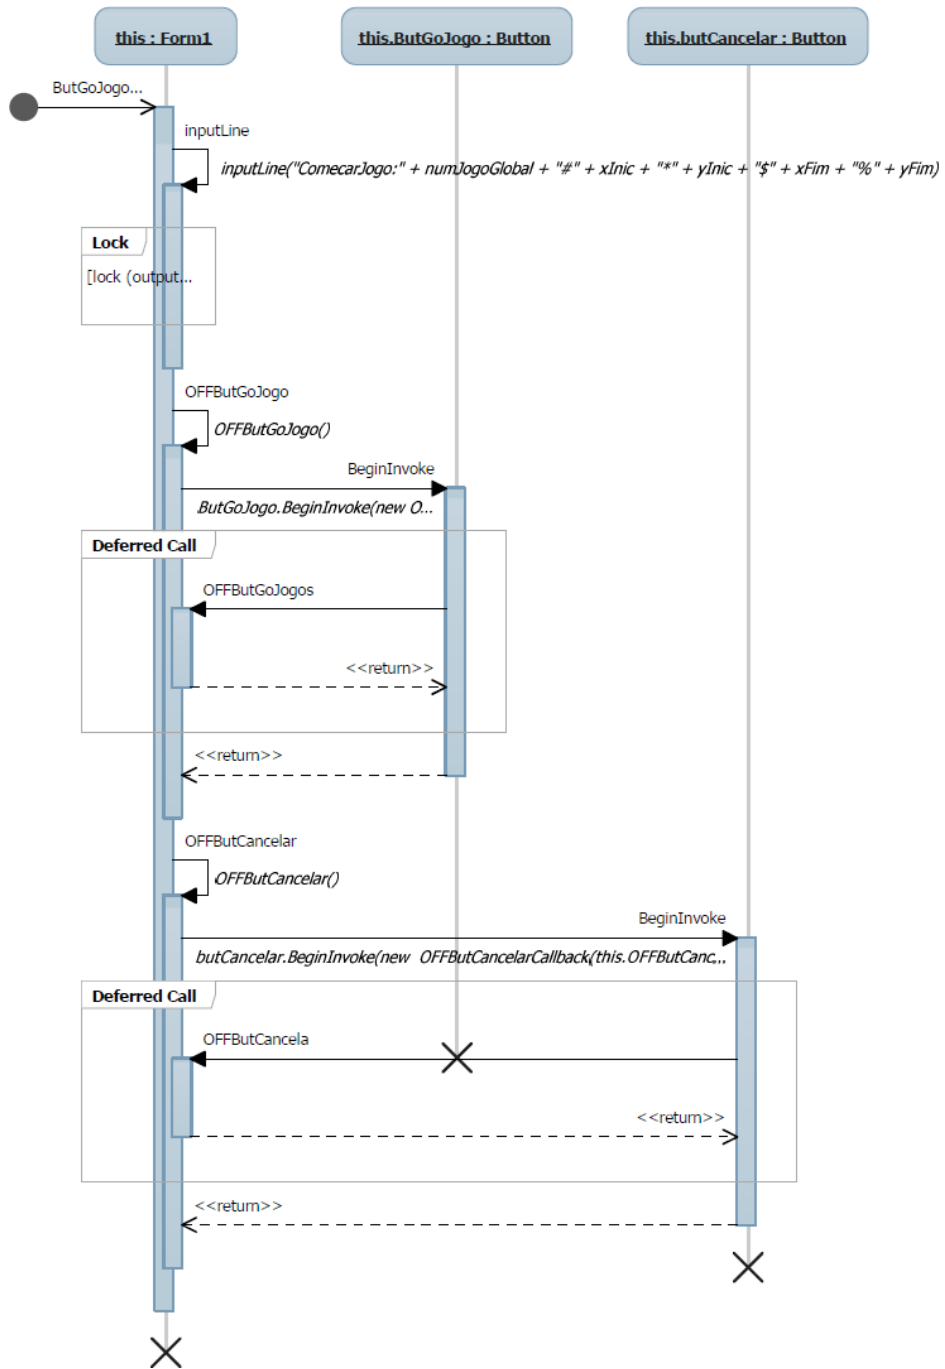 this : Form1
this.ButGoJogo : Button
this.butCancelar : Button
ButGoJogo...
inputLine
inputLine("ComecarJogo:" + numJogoGlobal + "#" + xInic + "*" + yInic + "$" + xFim + "%" + yFim)
Lock
[lock (output...
OFFButGoJogo
OFFButGoJogo()
BeginInvoke
ButGoJogo.BeginInvoke(new O...
Deferred Call
OFFButGoJogos
<<return>>
<<return>>
OFFButCancelar
OFFButCancelar()
BeginInvoke
butCancelar.BeginInvoke(new OFFButCancelarCallback(this.OFFButCanc...
Deferred Call
OFFButCancela
<<return>>
<<return>>